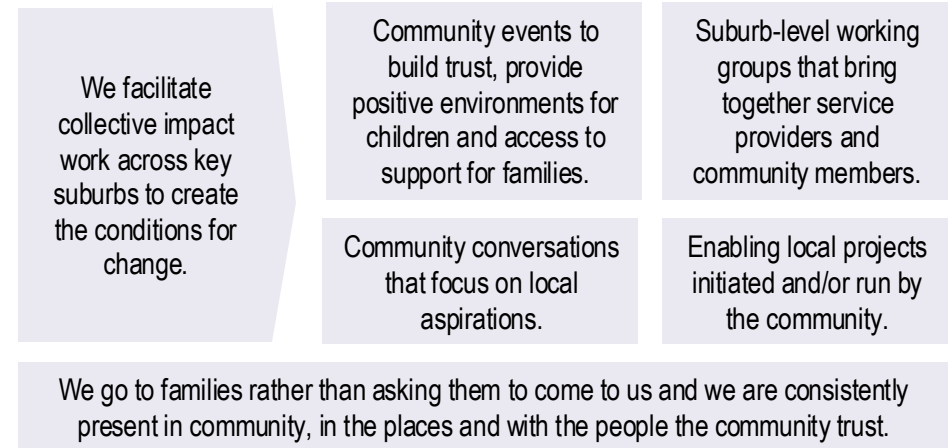 We facilitate
collective impact
work across key
suburbs to create
the conditions for
change.
Community events to
build trust, provide
positive environments for
children and access to
support for families.
Suburb-level working
groups that bring
together service
providers and
community members.
Community conversations
that focus on local
aspirations.
Enabling local projects
initiated and/or run by
the community.
We go to families rather than asking them to come to us and we are consistently
present in community, in the places and with the people the community trust.